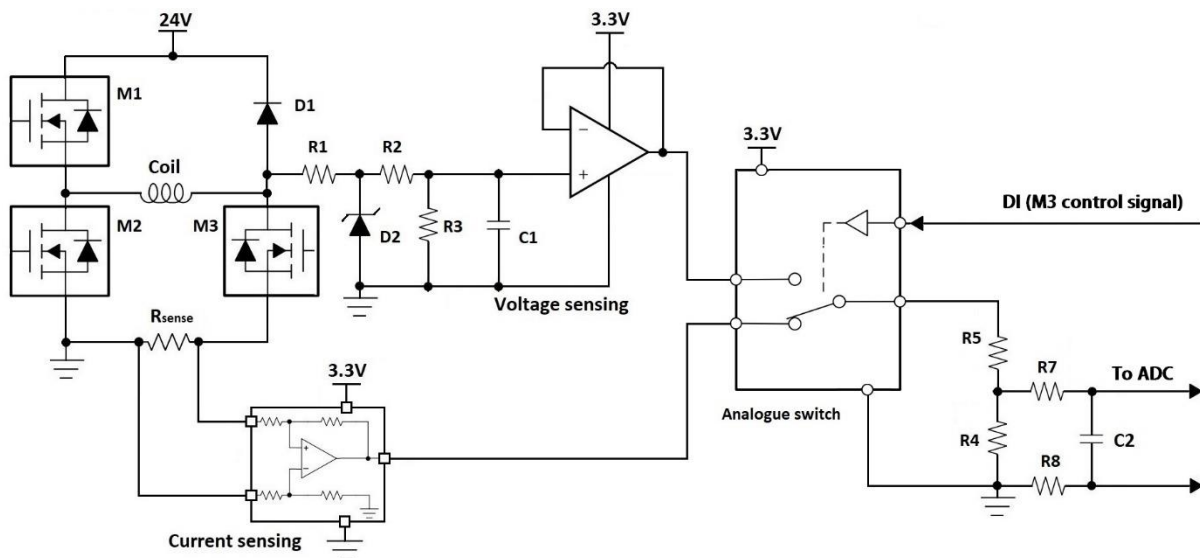 24V
3.3V
M1
D1
R1
R2
3.3V
Coil
M2
M3
D2
R3
C1
DI (M3 control signal)
Voltage sensing
Rsense
R5
R7
To ADC
3.3V
Analogue switch
R4
C2
R8
Current sensing